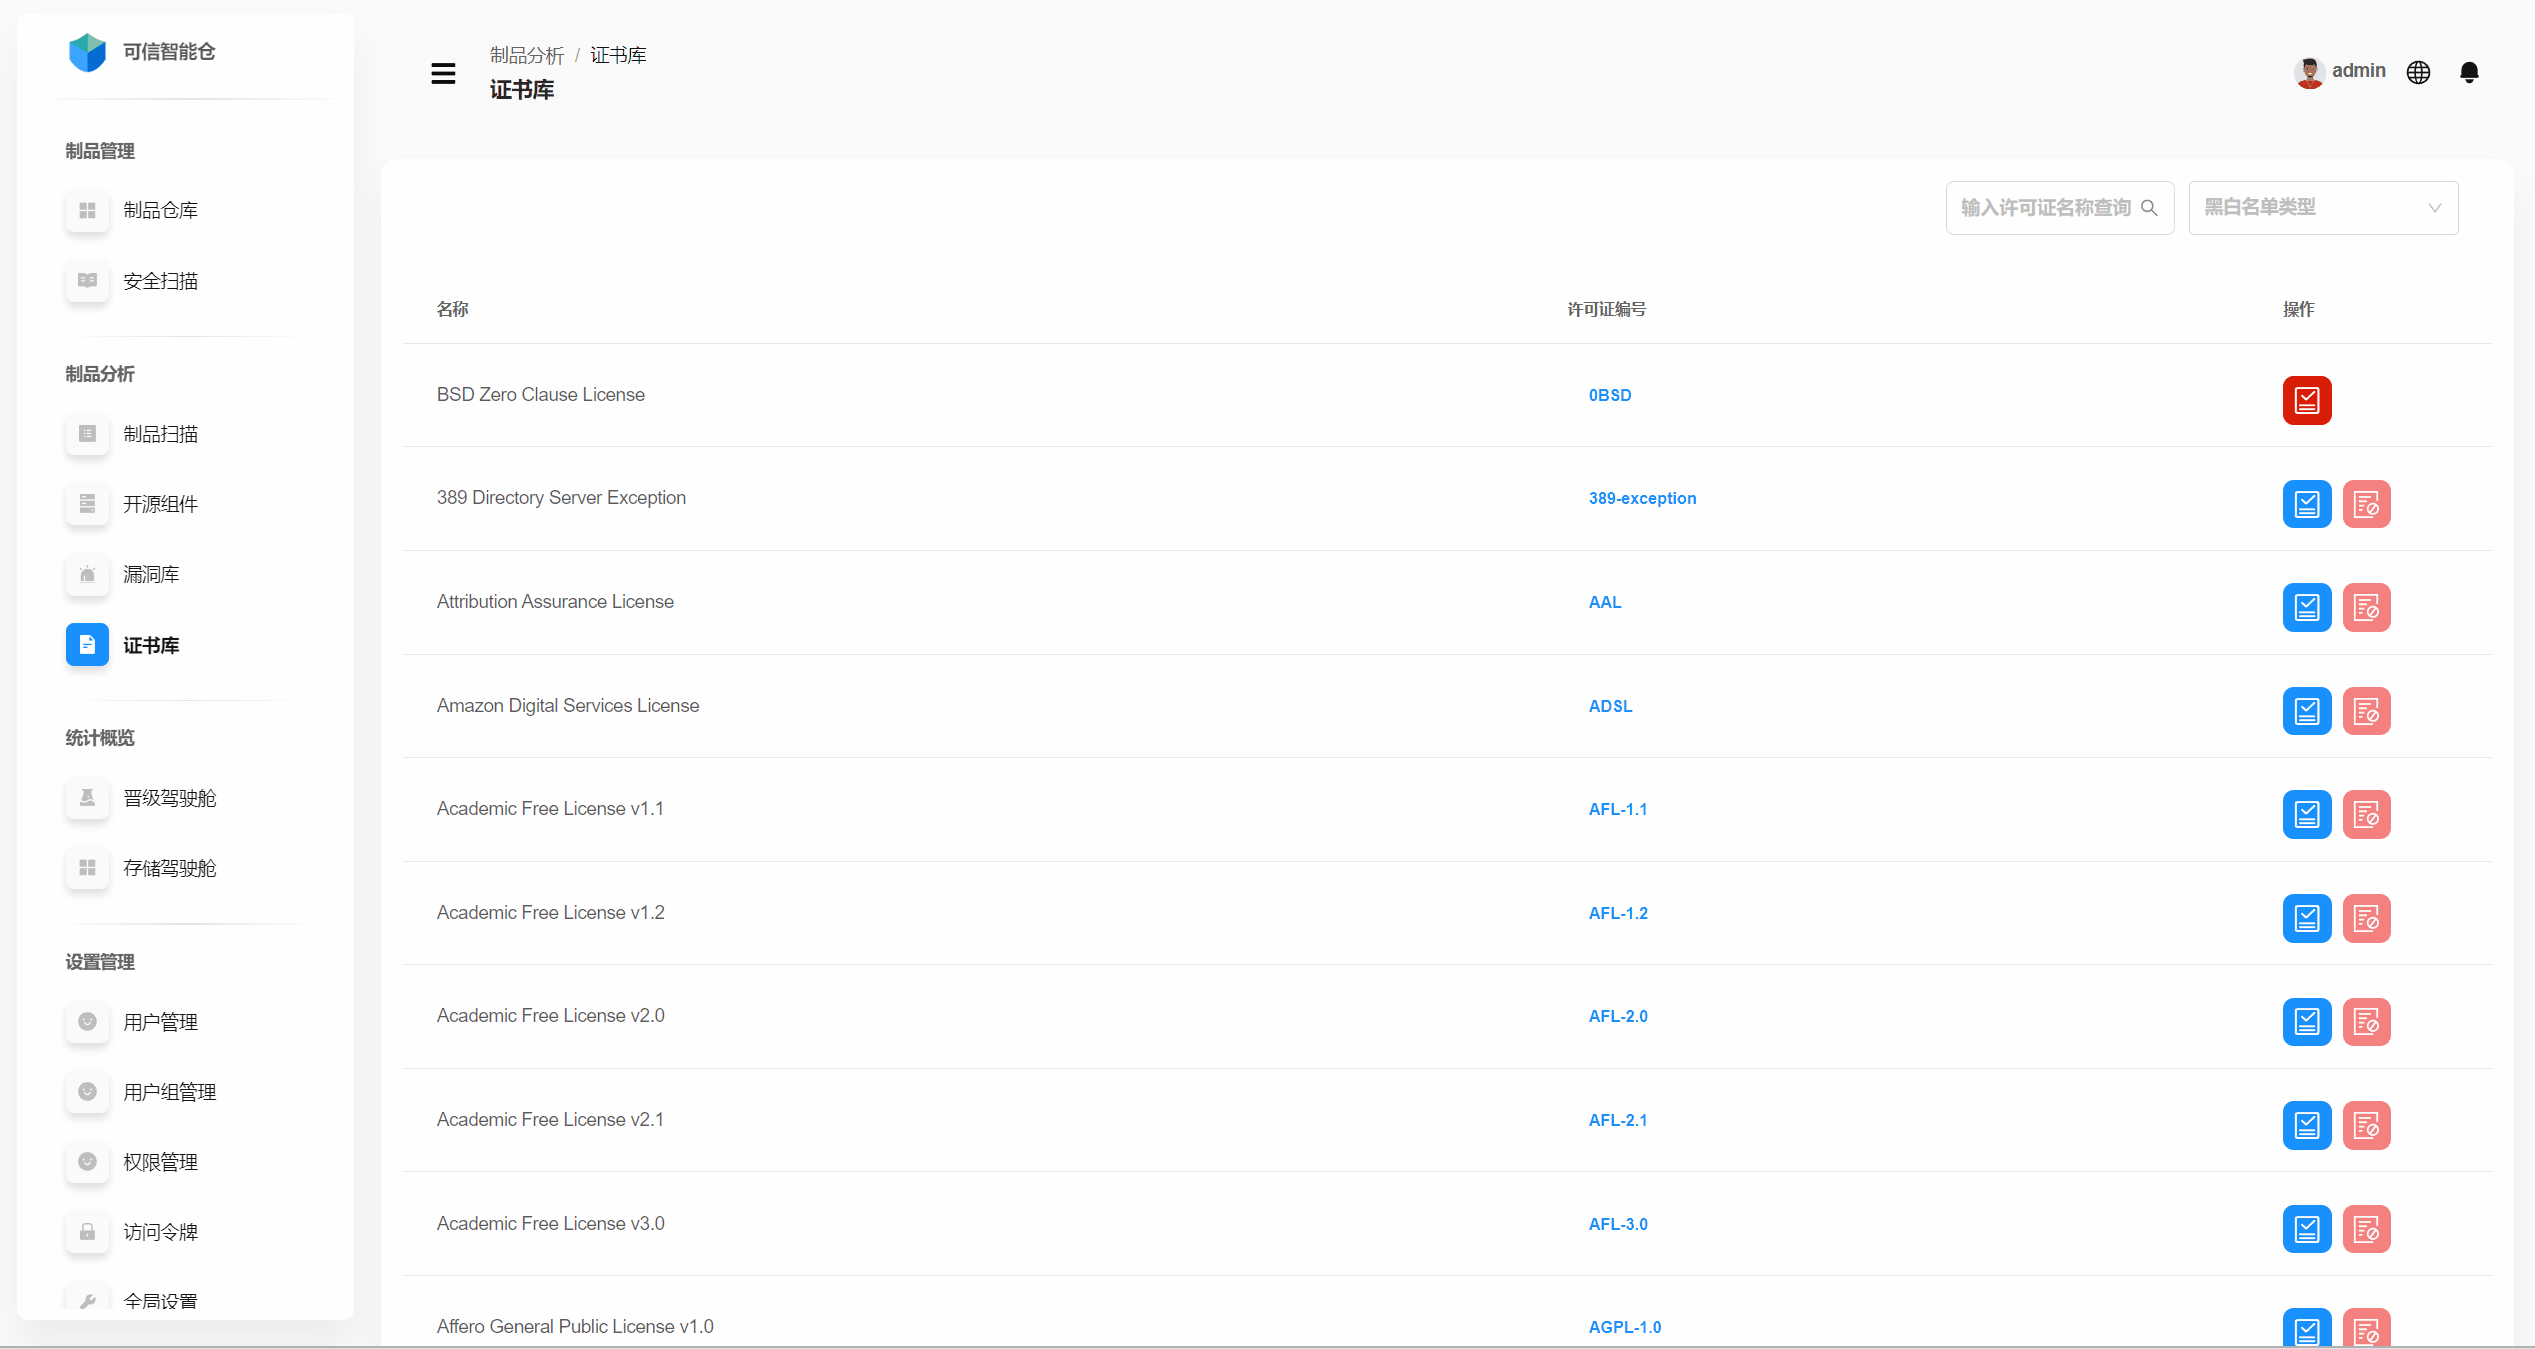 可信智能仓
制品管理
制品仓库
安全扫描
制品分析
制品扫描
开源组件
漏洞库
证书库
统计概览
晋级驾驶舱
存储驾驶舱
设置管理
用户管理
用户组管理
权限管理
访问令牌
全局设置
制品分析 / 证书库
证书库
admin
输入许可证名称查询
黑白名单类型
名称 许可证编号 操作
BSD Zero Clause License 0BSD
389 Directory Server Exception 389-exception
Attribution Assurance License AAL
Amazon Digital Services License ADSL
Academic Free License v1.1 AFL-1.1
Academic Free License v1.2 AFL-1.2
Academic Free License v2.0 AFL-2.0
Academic Free License v2.1 AFL-2.1
Academic Free License v3.0 AFL-3.0
Affero General Public License v1.0 AGPL-1.0